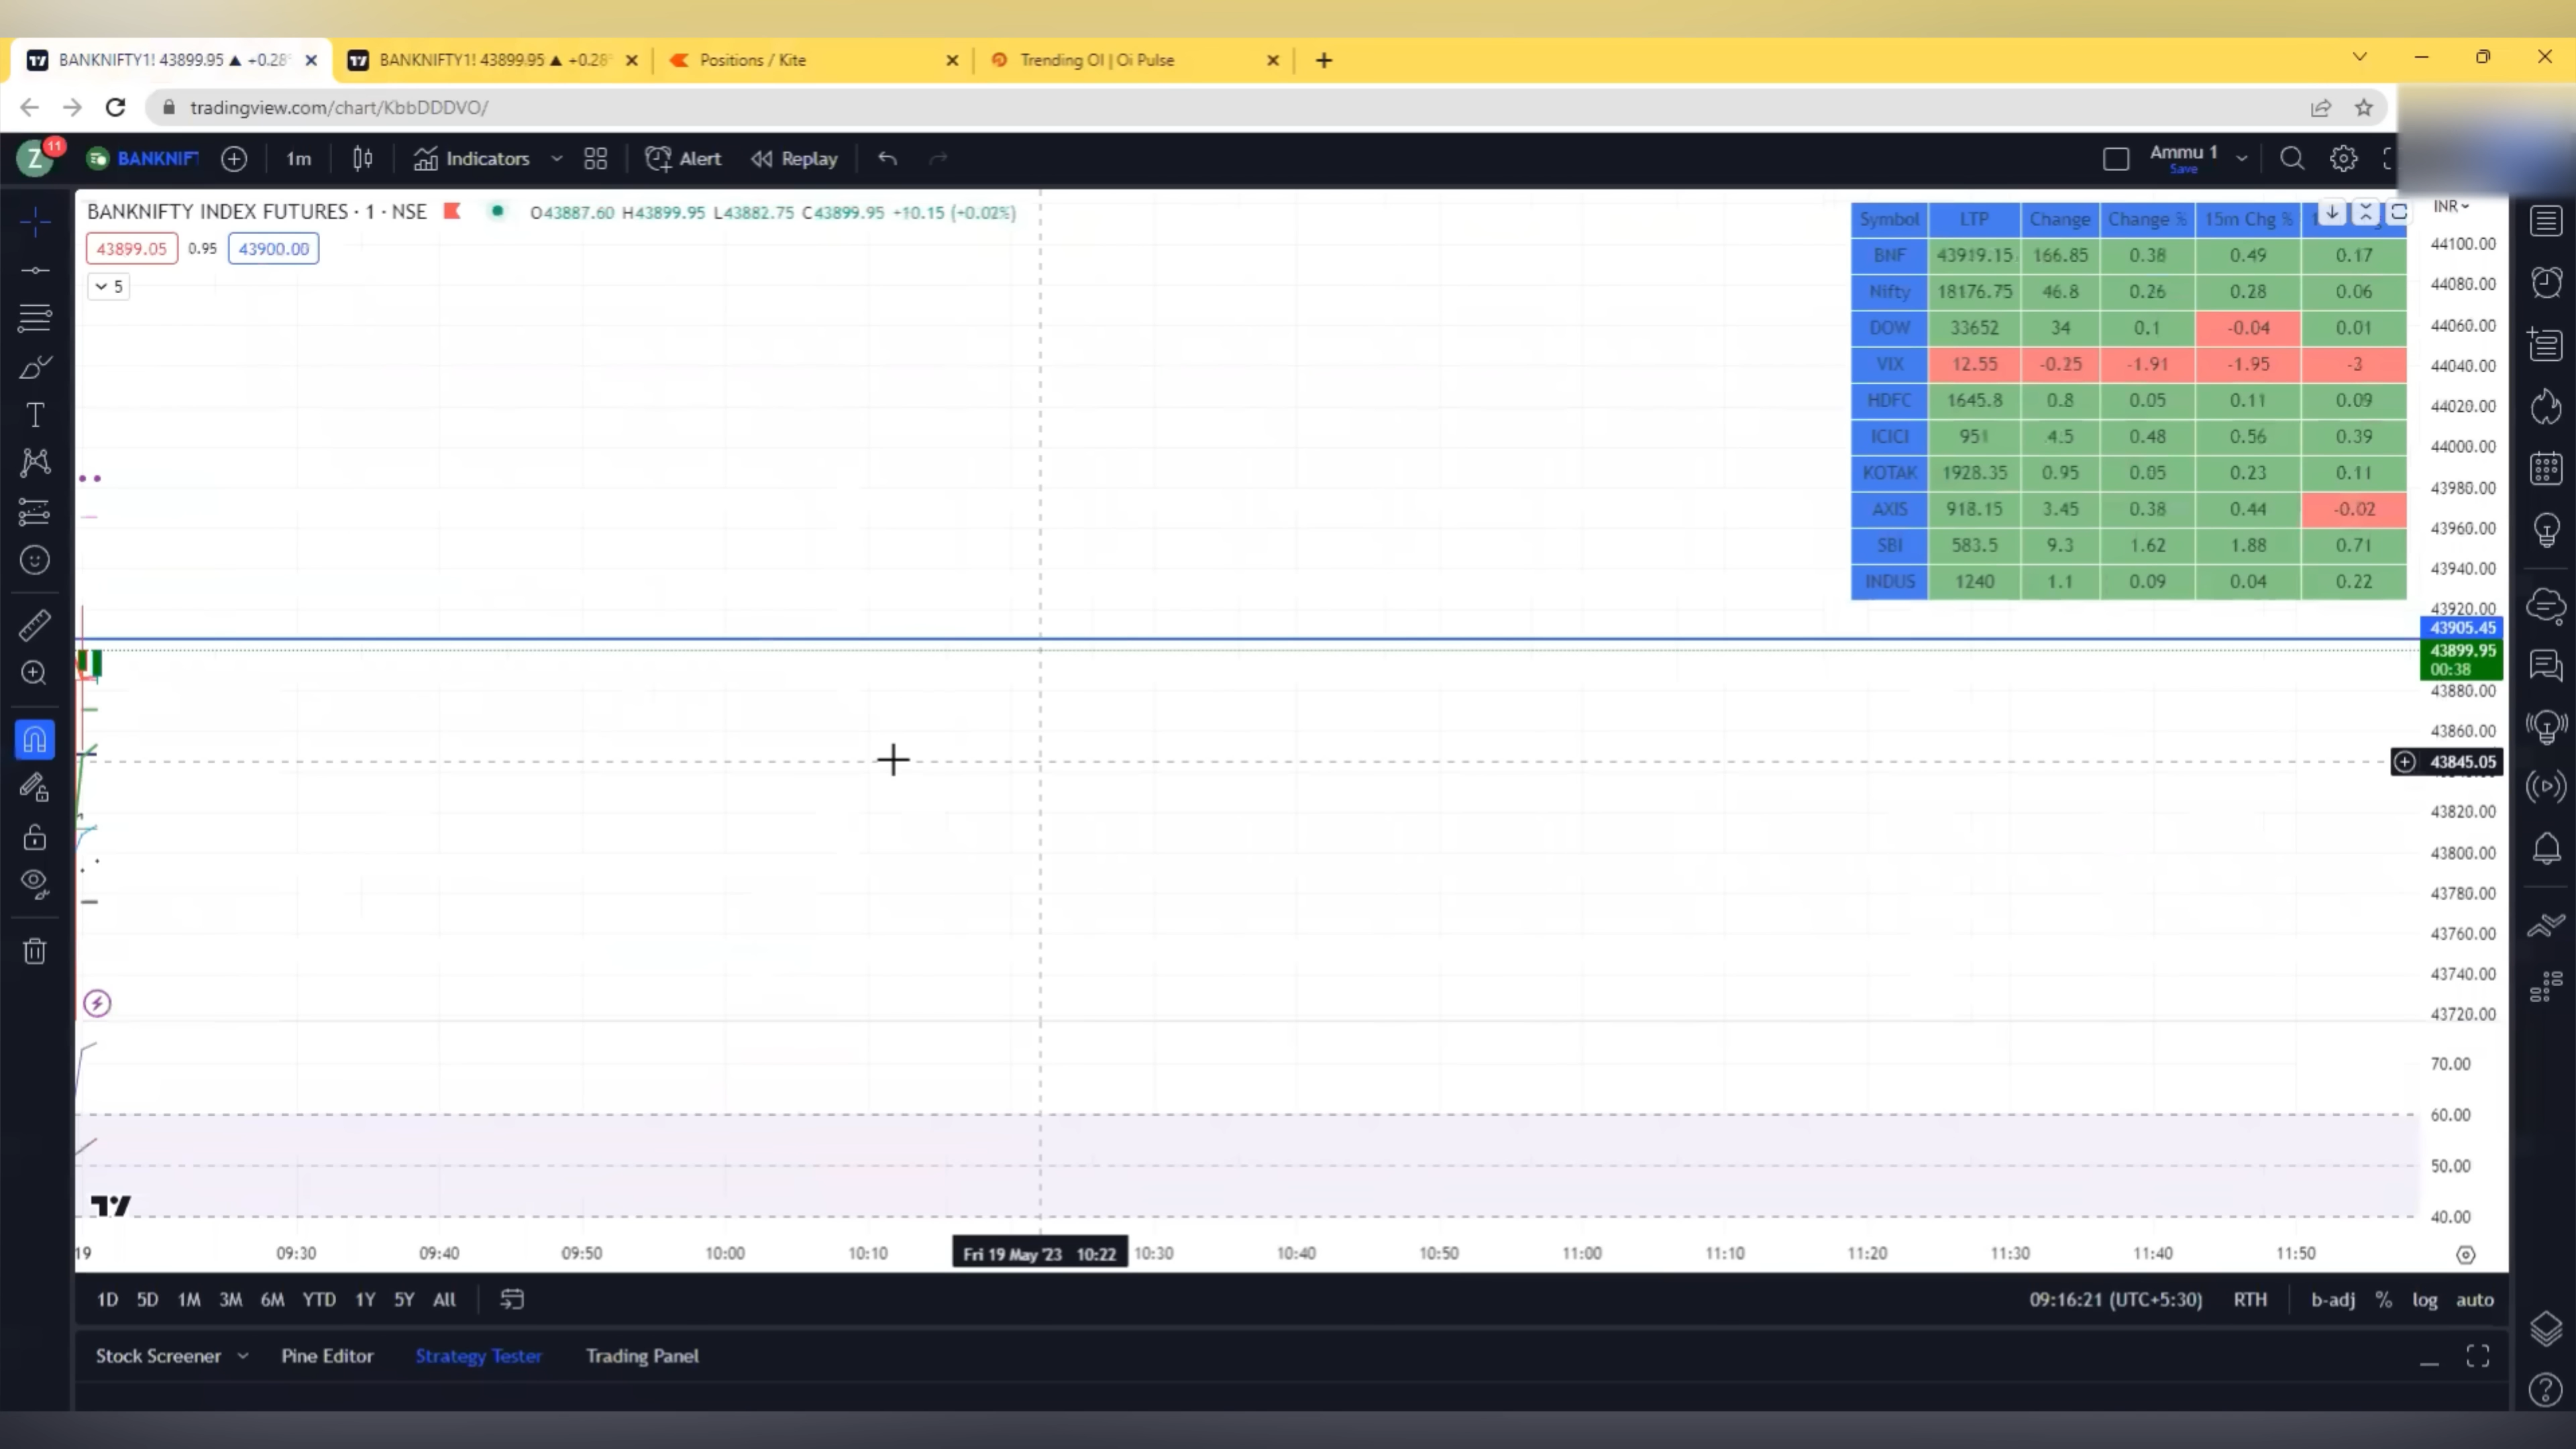 BANKNIFTY1! 43899.95 ▲ +0.28
BANKNIFTY1! 43899.95 ▲ +0.28
Positions / Kite
Trending OI | Oi Pulse
tradingview.com/chart/KbbDDDVO/
Z
11
BANKNIF
1m
Indicators
Alert
Replay
Ammu 1
Save
BANKNIFTY INDEX FUTURES · 1 · NSE
O43887.60 H43899.95 L43882.75 C43899.95 +10.15 (+0.02%)
43899.05 0.95 43900.00
5
Symbol LTP Change Change % 15m Chg %
BNF 43919.15 166.85 0.38 0.49 0.17
Nifty 18176.75 46.8 0.26 0.28 0.06
DOW 33652 34 0.1 -0.04 0.01
VIX 12.55 -0.25 -1.91 -1.95 -3
HDFC 1645.8 0.8 0.05 0.11 0.09
ICICI 951 4.5 0.48 0.56 0.39
KOTAK 1928.35 0.95 0.05 0.23 0.11
AXIS 918.15 3.45 0.38 0.44 -0.02
SBI 583.5 9.3 1.62 1.88 0.71
INDUS 1240 1.1 0.09 0.04 0.22
INR
44100.00
44080.00
44060.00
44040.00
44020.00
44000.00
43980.00
43960.00
43940.00
43920.00
43905.45
43899.95
00:38
43880.00
43860.00
43845.05
43820.00
43800.00
43780.00
43760.00
43740.00
43720.00
70.00
60.00
50.00
40.00
19 09:30 09:40 09:50 10:00 10:10 Fri 19 May '23 10:22 10:30 10:40 10:50 11:00 11:10 11:20 11:30 11:40 11:50
1D 5D 1M 3M 6M YTD 1Y 5Y All
09:16:21 (UTC+5:30) RTH b-adj % log auto
Stock Screener Pine Editor Strategy Tester Trading Panel